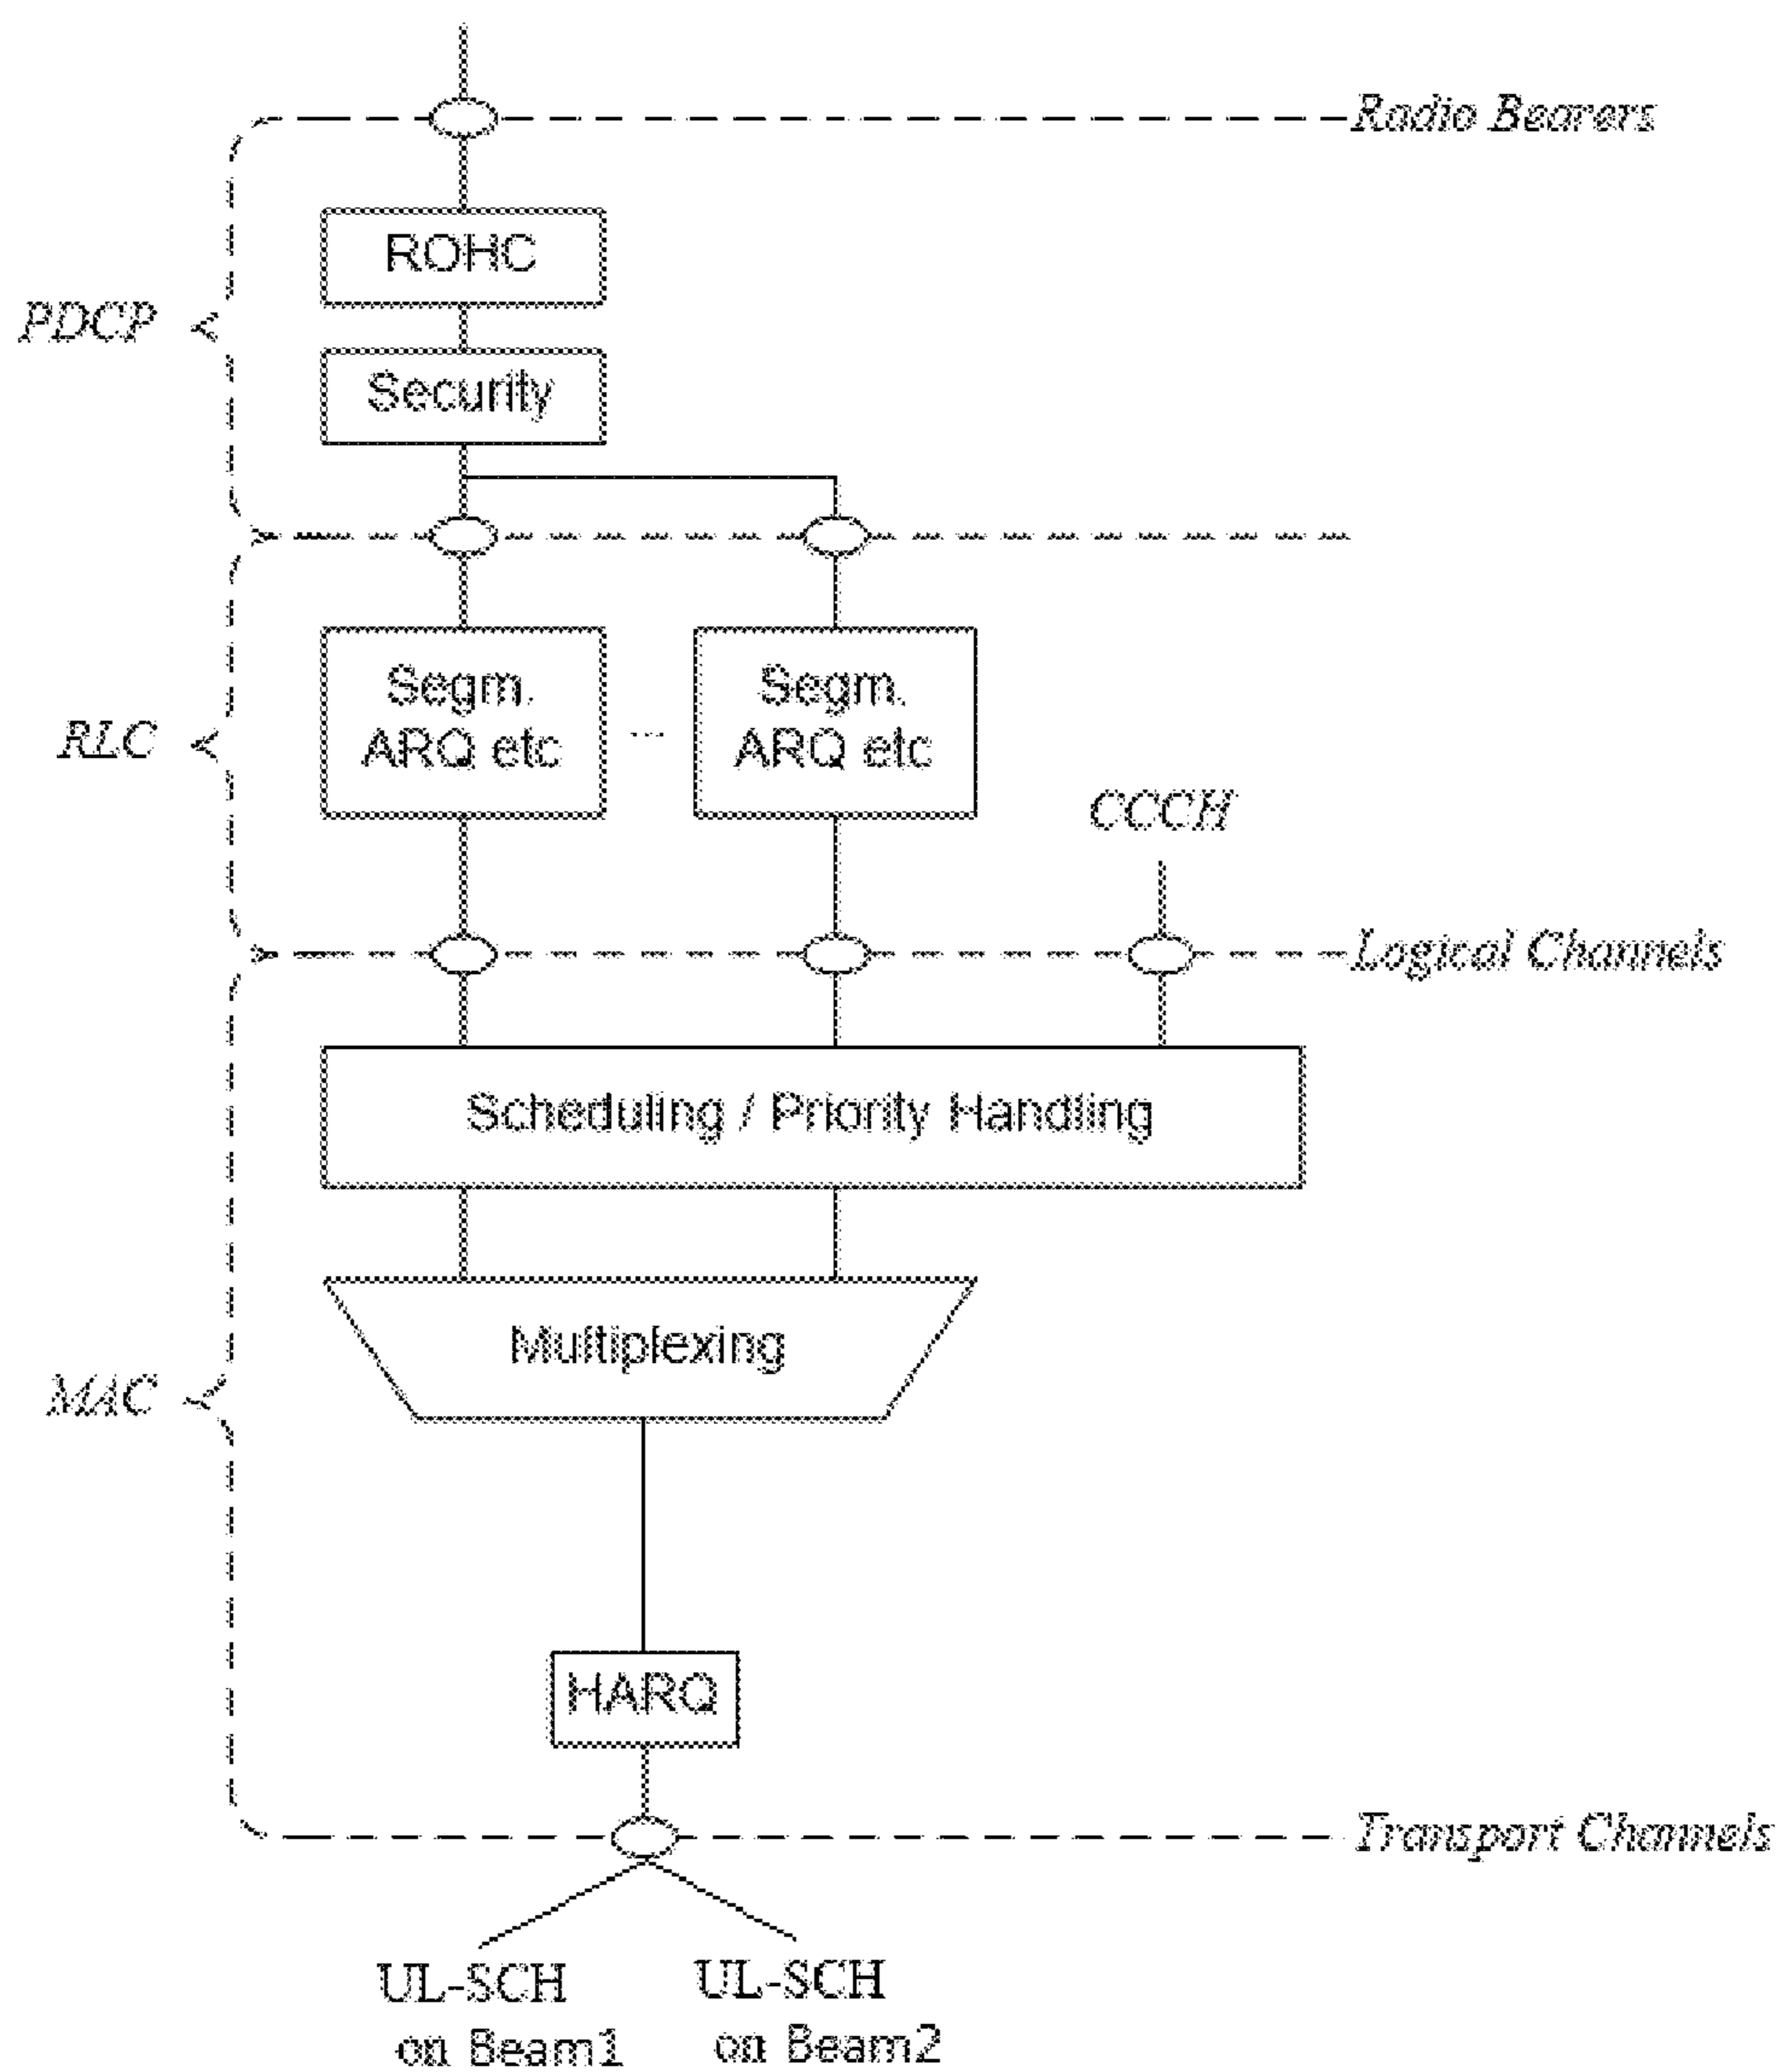 Radio Bearers
ROHC
PDCP
Security
Segm.
ARQ etc
Segm.
ARQ etc
...
RLC
CCCH
Logical Channels
Scheduling / Priority Handling
Multiplexing
MAC
HARQ
Transport Channels
UL-SCH
on Beam1
UL-SCH
on Beam2